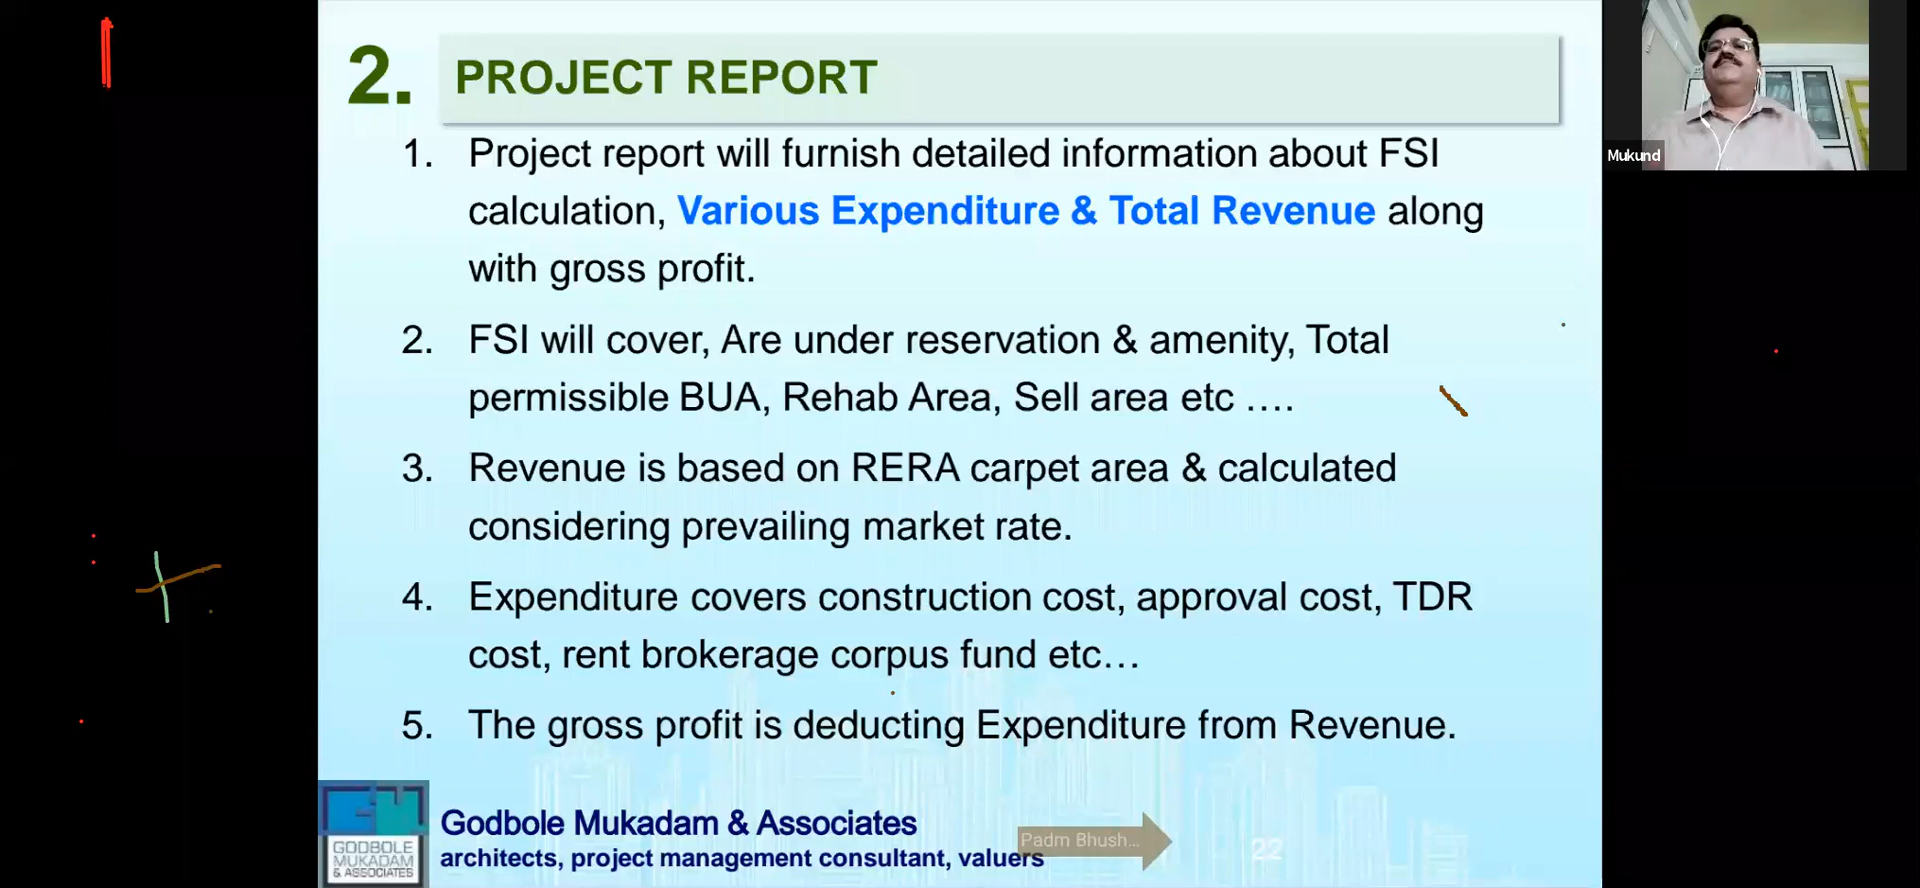 2. PROJECT REPORT
1. Project report will furnish detailed information about FSI
calculation, Various Expenditure & Total Revenue along
with gross profit.
2. FSI will cover, Are under reservation & amenity, Total
permissible BUA, Rehab Area, Sell area etc ....
3. Revenue is based on RERA carpet area & calculated
considering prevailing market rate.
4. Expenditure covers construction cost, approval cost, TDR
cost, rent brokerage corpus fund etc...
5. The gross profit is deducting Expenditure from Revenue.
Godbole Mukadam & Associates
architects, project management consultant, valuers
GODBOLE
MUKADAM
& ASSOCIATES
Padm Bhush...
22
Mukund